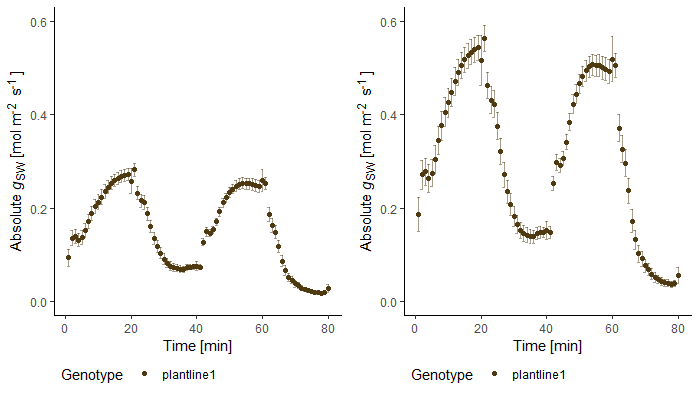 Absolute gSW [mol m⁻² s⁻¹]
0.6
0.4
0.2
0.0
0 20 40 60 80
Time [min]
Genotype plantline1
Absolute gSW [mol m⁻² s⁻¹]
0.6
0.4
0.2
0.0
0 20 40 60 80
Time [min]
Genotype plantline1